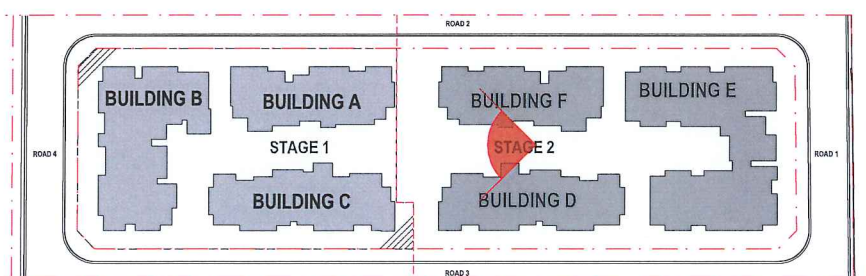 ROAD 2
BUILDING B
BUILDING A
BUILDING F
BUILDING E
STAGE 1
STAGE 2
ROAD 4
ROAD 1
BUILDING C
BUILDING D
ROAD 3